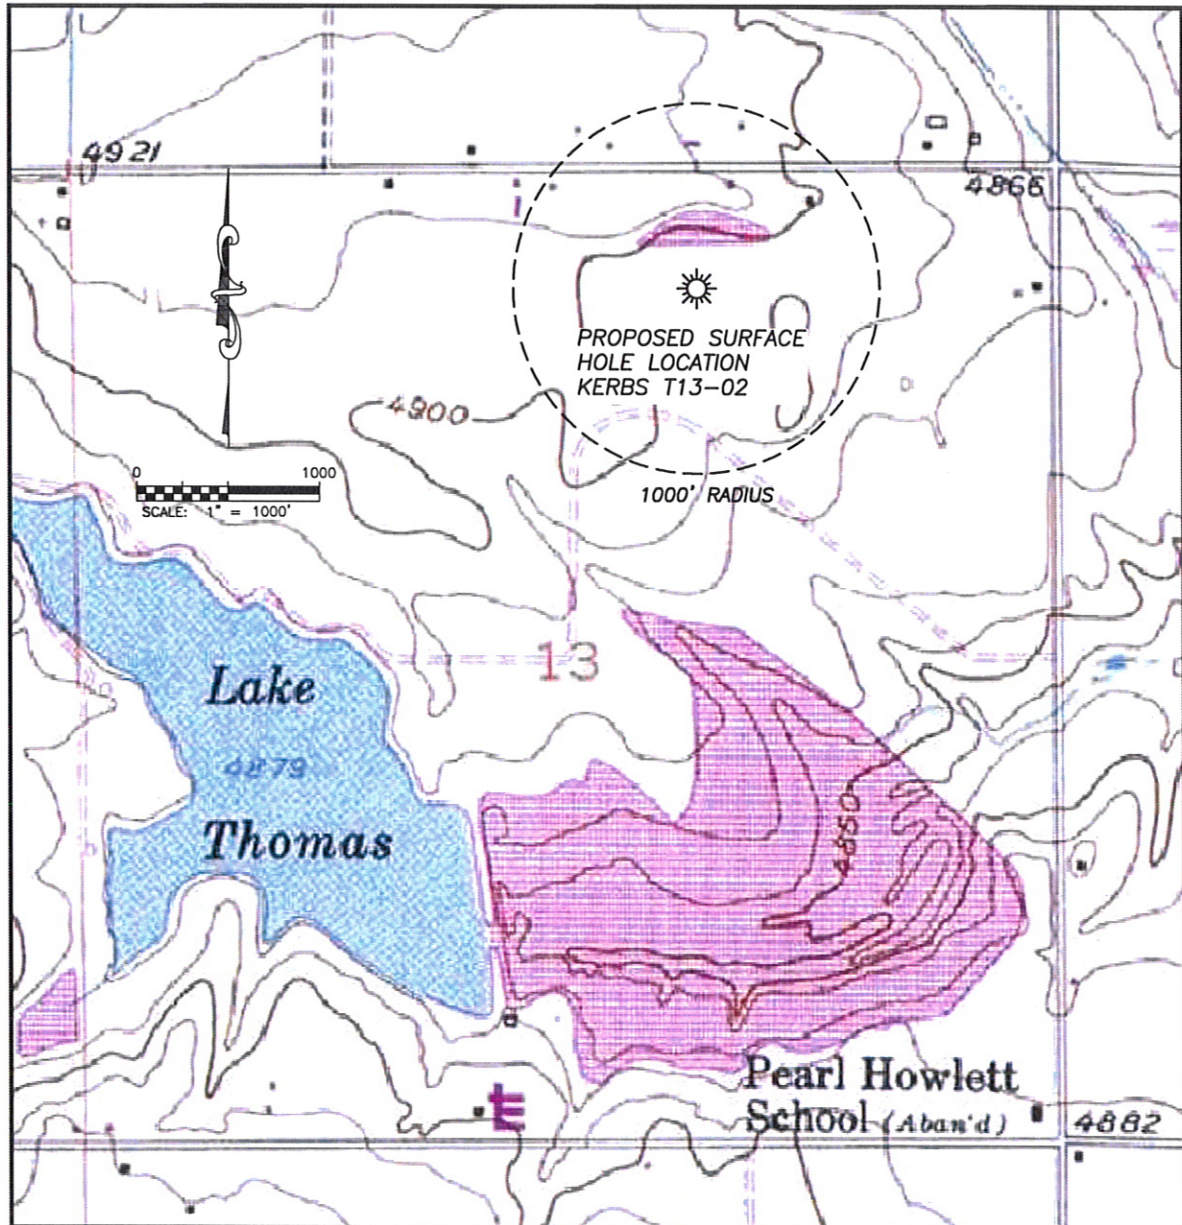 4921
4866
PROPOSED SURFACE
HOLE LOCATION
KERBS T13-02
4900
0 1000
SCALE: 1" = 1000'
1000' RADIUS
13
Lake
4879
Thomas
4850
Pearl Howlett
School (Aban'd)
4882